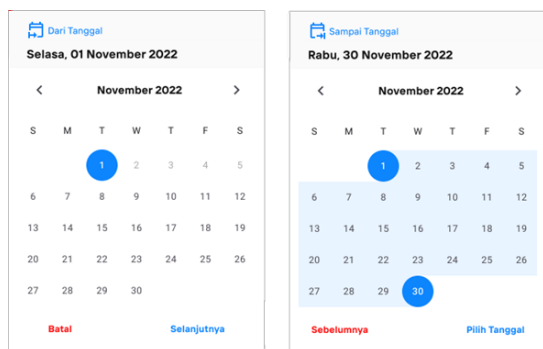 Dari Tanggal
Selasa, 01 November 2022
November 2022
S M T W T F S
1 2 3 4 5
6 7 8 9 10 11 12
13 14 15 16 17 18 19
20 21 22 23 24 25 26
27 28 29 30
Batal Selanjutnya
Sampai Tanggal
Rabu, 30 November 2022
November 2022
S M T W T F S
1 2 3 4 5
6 7 8 9 10 11 12
13 14 15 16 17 18 19
20 21 22 23 24 25 26
27 28 29 30
Sebelumnya Pilih Tanggal